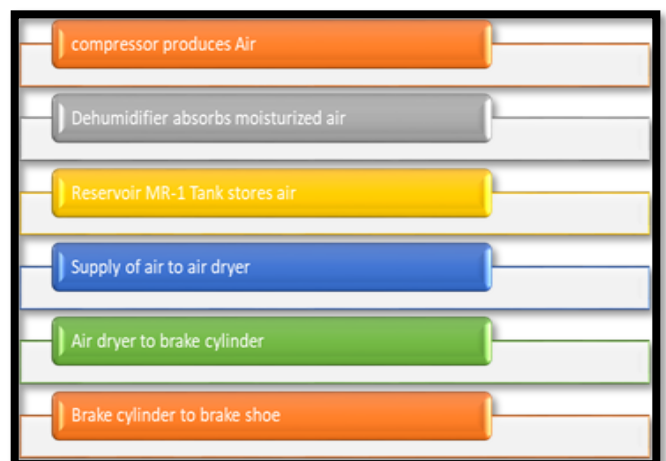 compressor produces Air
Dehumidifier absorbs moisturized air
Reservoir MR-1 Tank stores air
Supply of air to air dryer
Air dryer to brake cylinder
Brake cylinder to brake shoe